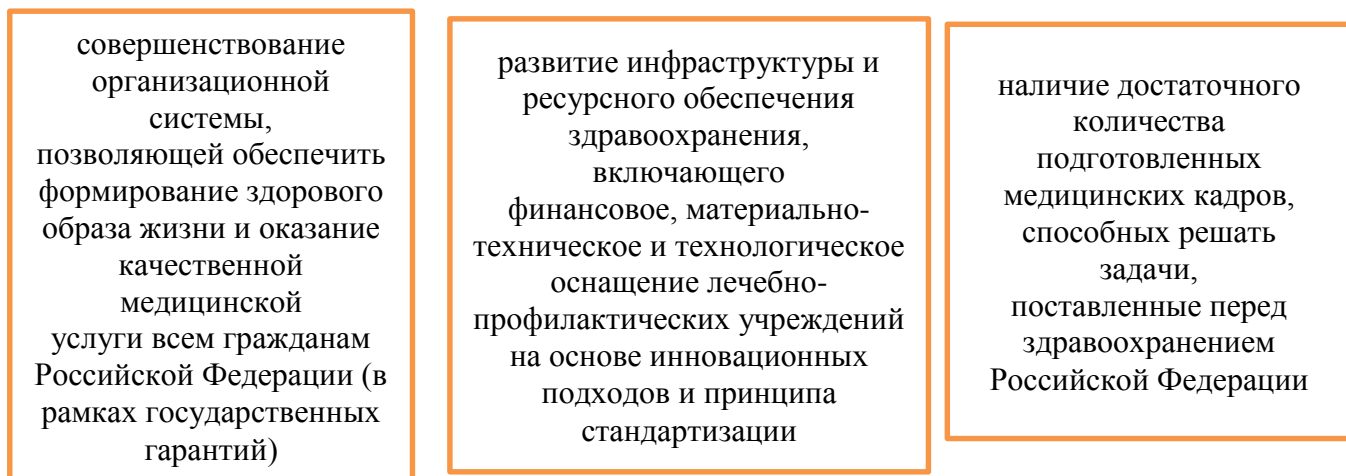 совершенствование
организационной
системы,
позволяющей обеспечить
формирование здорового
образа жизни и оказание
качественной
медицинской
услуги всем гражданам
Российской Федерации (в
рамках государственных
гарантий)
развитие инфраструктуры и
ресурсного обеспечения
здравоохранения,
включающего
финансовое, материально-
техническое и технологическое
оснащение лечебно-
профилактических учреждений
на основе инновационных
подходов и принципа
стандартизации
наличие достаточного
количества
подготовленных
медицинских кадров,
способных решать
задачи,
поставленные перед
здравоохранением
Российской Федерации